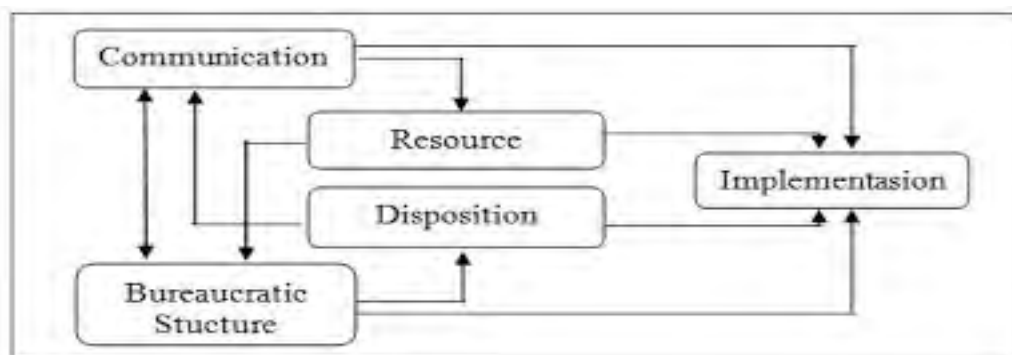 Communication
Resource
Implementasion
Disposition
Bureaucratic
Stucture